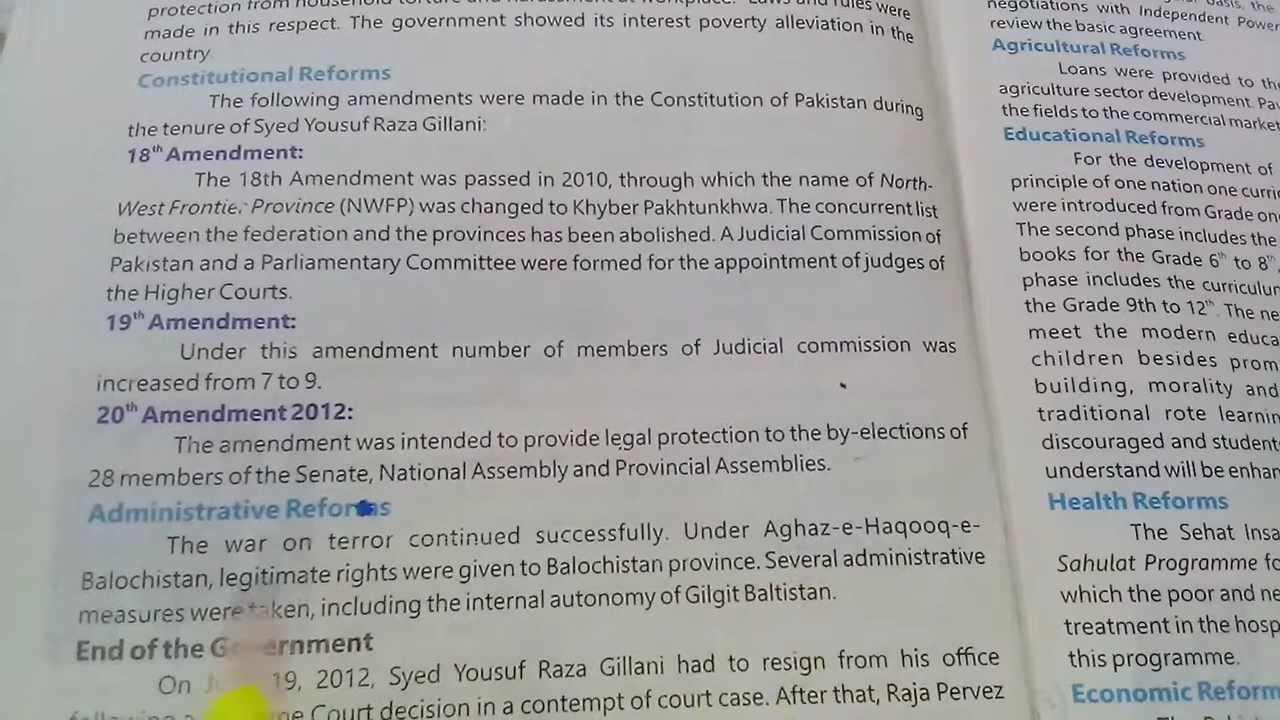 protection from household torture and harassment at workplace. Laws and rules were
made in this respect. The government showed its interest poverty alleviation in the
country.
Constitutional Reforms
The following amendments were made in the Constitution of Pakistan during
the tenure of Syed Yousuf Raza Gillani:
18th Amendment:
The 18th Amendment was passed in 2010, through which the name of North-
West Frontier Province (NWFP) was changed to Khyber Pakhtunkhwa. The concurrent list
between the federation and the provinces has been abolished. A Judicial Commission of
Pakistan and a Parliamentary Committee were formed for the appointment of judges of
the Higher Courts.
19th Amendment:
Under this amendment number of members of Judicial commission was
increased from 7 to 9.
20th Amendment 2012:
The amendment was intended to provide legal protection to the by-elections of
28 members of the Senate, National Assembly and Provincial Assemblies.
Administrative Reforms
The war on terror continued successfully. Under Aghaz-e-Haqooq-e-
Balochistan, legitimate rights were given to Balochistan province. Several administrative
measures were taken, including the internal autonomy of Gilgit Baltistan.
End of the Government
On 19, 2012, Syed Yousuf Raza Gillani had to resign from his office
Court decision in a contempt of court case. After that, Raja Pervez
basis, the
negotiations with Independent Power
review the basic agreement.
Agricultural Reforms
Loans were provided to
agriculture sector development.
the fields to the commercial market
Educational Reforms
For the development of
principle of one nation one
were introduced from Grade
The second phase includes the
books for the Grade 6th to 8th
phase includes the
the Grade 9th to 12th. The
meet the modern
children besides
building, morality and
traditional rote
discouraged and
understand will be
Health Reforms
The Sehat
Sahulat Programme
which the poor and
treatment in the
this programme.
Economic